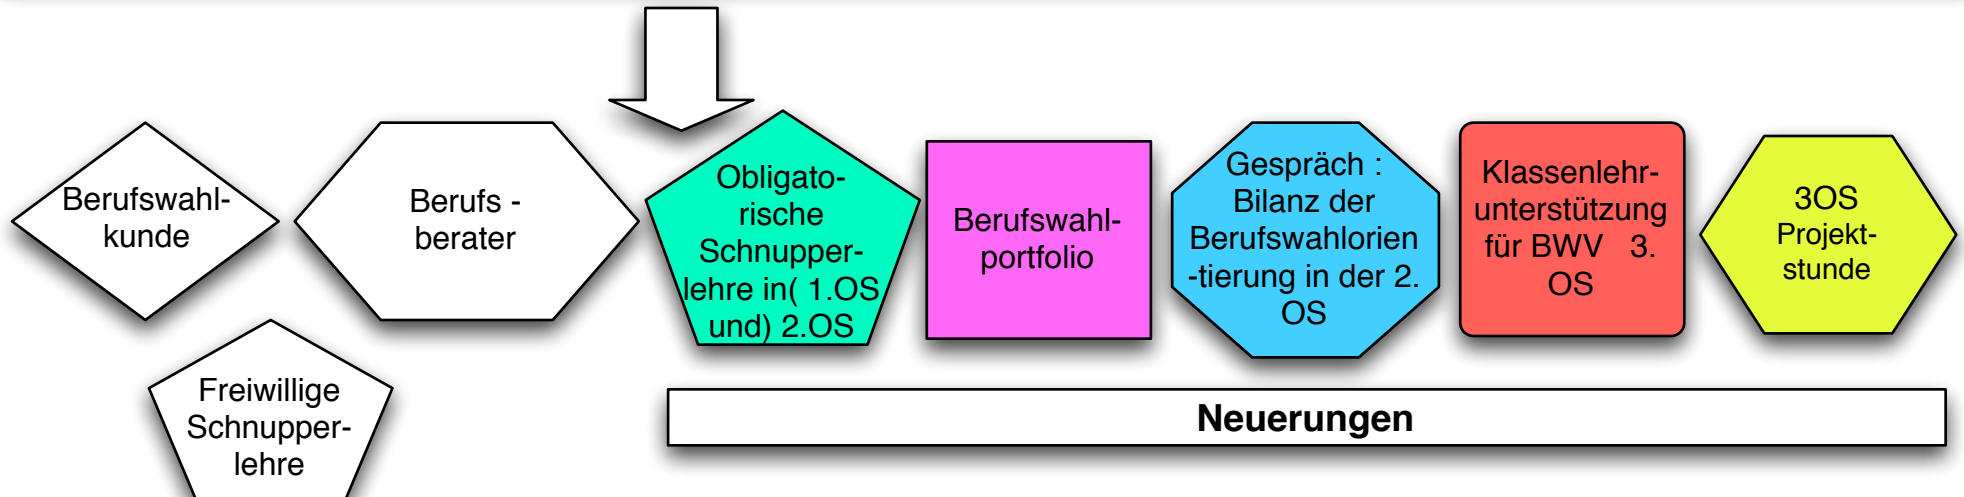 Berufswahl-
kunde
Berufs -
berater
Obligato-
rische
Schnupper-
lehre in( 1.OS
und) 2.OS
Berufswahl-
portfolio
Gespräch :
Bilanz der
Berufswahlorien
-tierung in der 2.
OS
Klassenlehr-
unterstützung
für BWV 3.
OS
3OS
Projekt-
stunde
Freiwillige
Schnupper-
lehre
Neuerungen